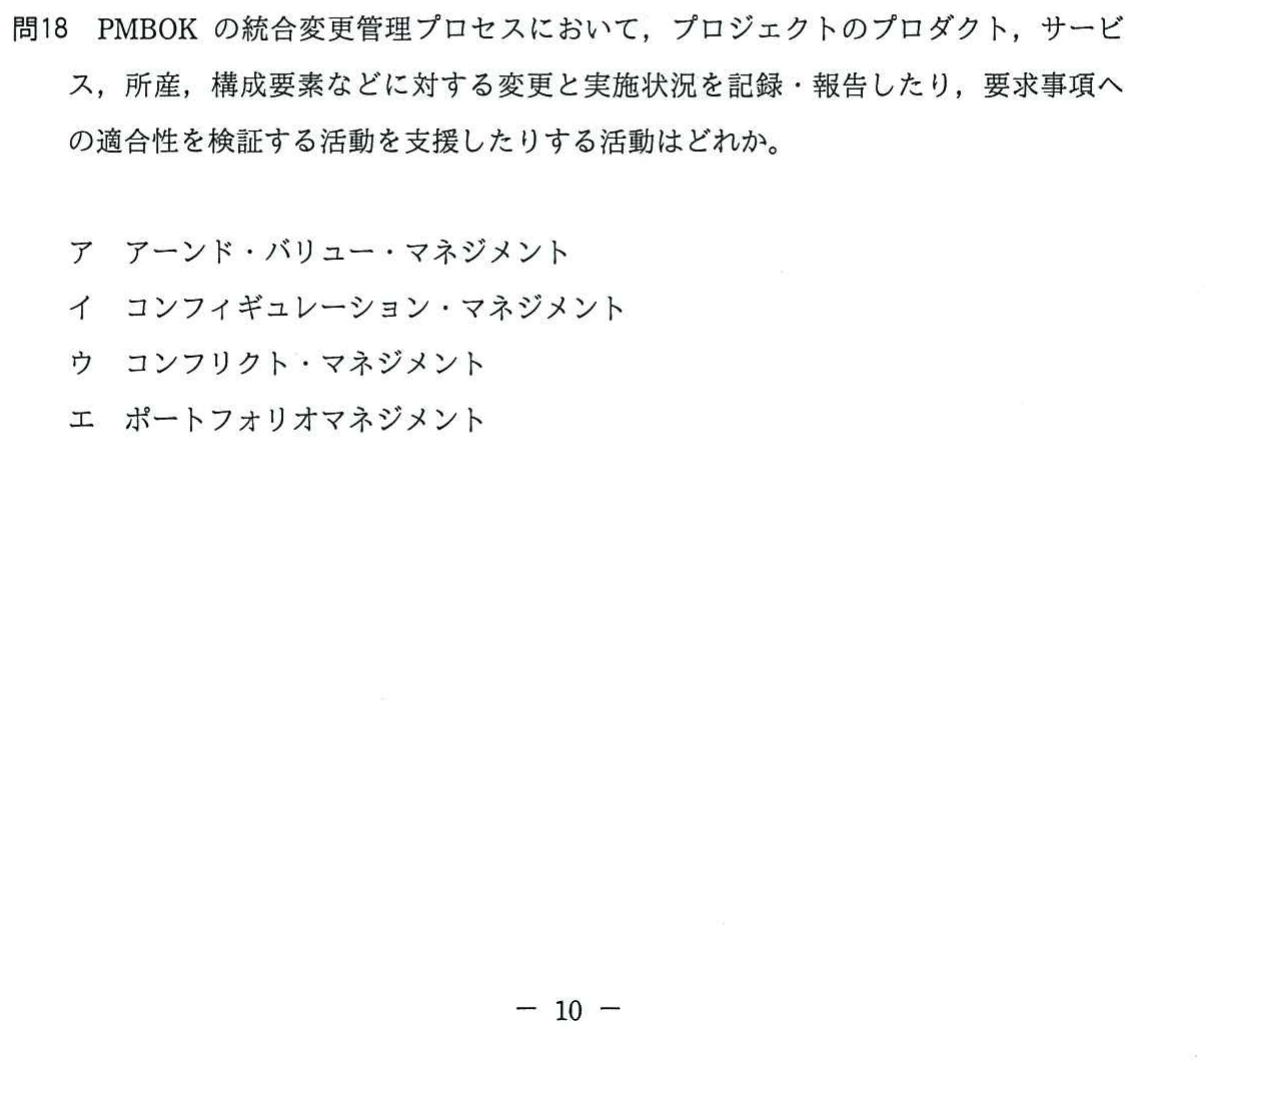 問18 PMBOK の統合変更管理プロセスにおいて，プロジェクトのプロダクト，サービ
ス，所産，構成要素などに対する変更と実施状況を記録・報告したり，要求事項へ
の適合性を検証する活動を支援したりする活動はどれか。
ア アーンド・バリュー・マネジメント
イ コンフィギュレーション・マネジメント
ウ コンフリクト・マネジメント
エ ポートフォリオマネジメント
－ 10 －